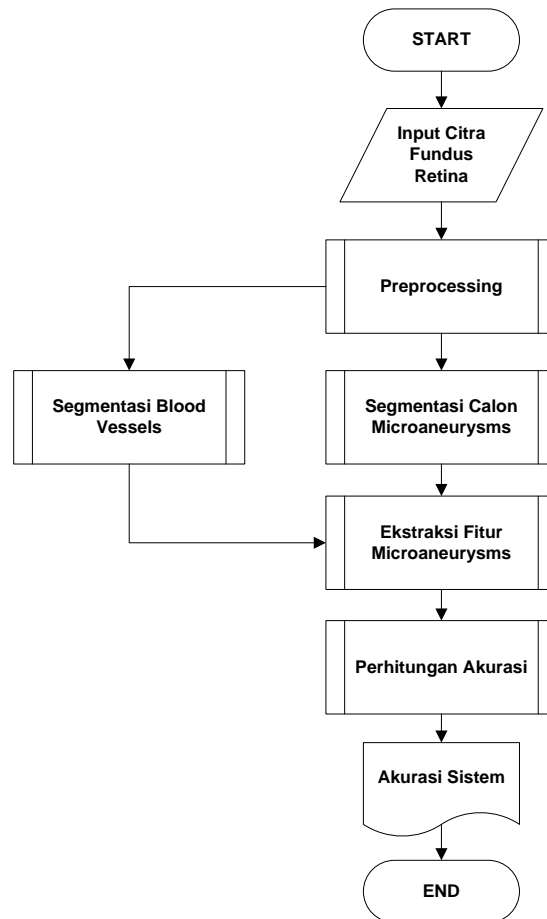 START
Input Citra
Fundus
Retina
Preprocessing
Segmentasi Blood
Vessels
Segmentasi Calon
Microaneurysms
Ekstraksi Fitur
Microaneurysms
Perhitungan Akurasi
Akurasi Sistem
END